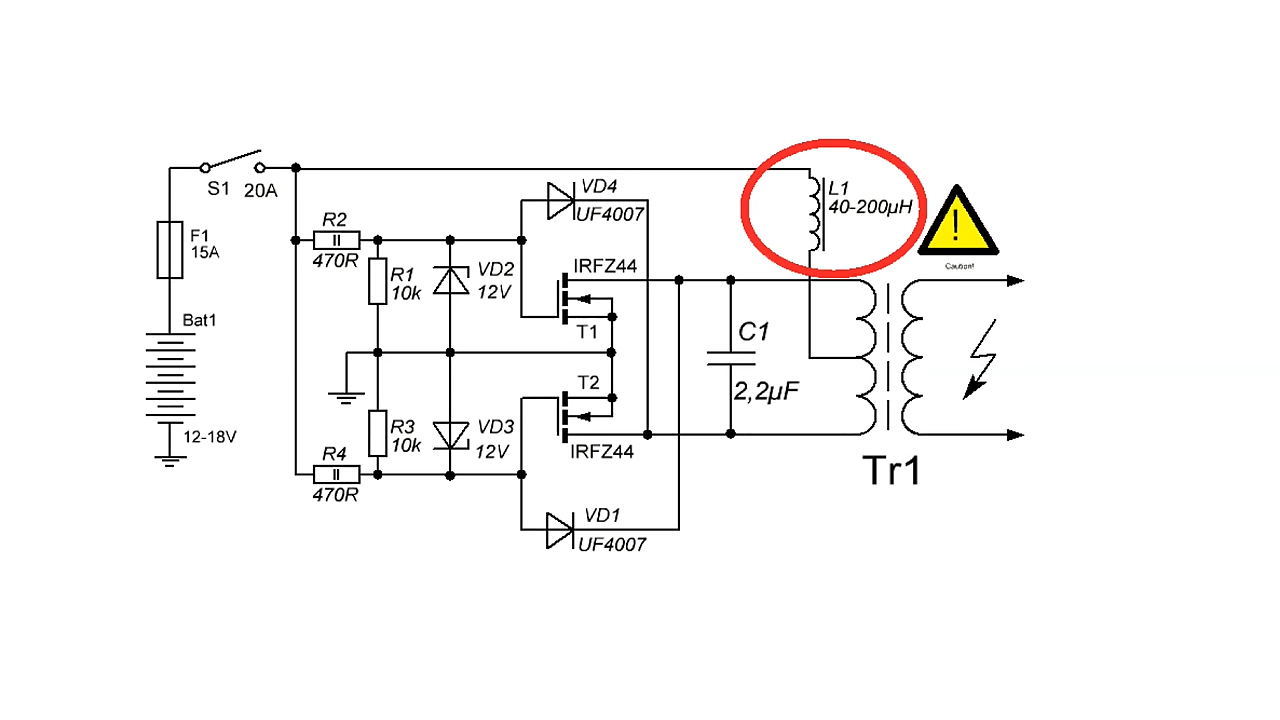 S1
20A
F1
15A
Bat1
12-18V
R2
470R
R1
10k
VD2
12V
R3
10k
VD3
12V
R4
470R
VD4
UF4007
IRFZ44
T1
T2
IRFZ44
VD1
UF4007
C1
2,2µF
L1
40-200µH
!
Caution!
Tr1